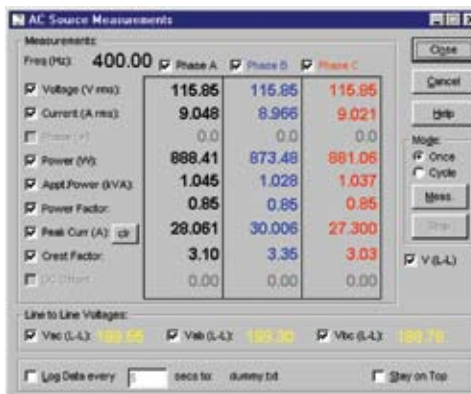 AC Source Measurements
Measurements:
Freq (Hz): 400.00 Phase A Phase B Phase C
Voltage (V rms): 115.85 115.85 115.85
Current (A rms): 9.048 8.966 9.021
Phase (°) 0.0 0.0 0.0
Power (W): 888.41 873.48 881.06
Appt.Power (kVA): 1.045 1.028 1.037
Power Factor: 0.85 0.85 0.85
Peak Curr (A): clr 28.061 30.006 27.300
Crest Factor: 3.10 3.35 3.03
DC Offset 0.00 0.00 0.00
Close
Cancel
Help
Mode:
Once
Cycle
Meas.
Stop
V (L-L)
Line to Line Voltages:
Vac (L-L): Vab (L-L): Vbc (L-L):
Log Data every secs to: dummy.txt Stay on Top